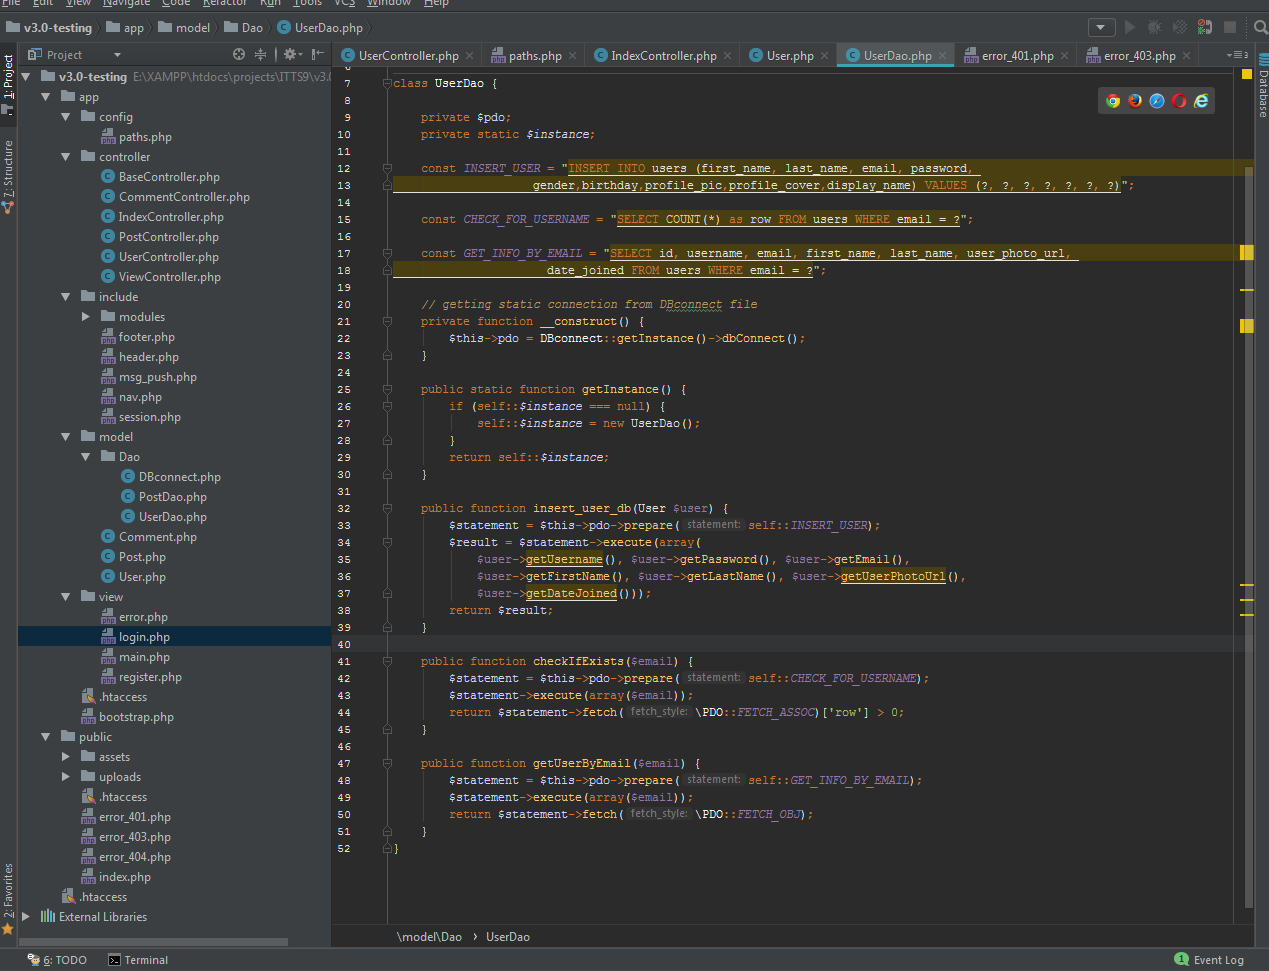 File Edit View Navigate Code Refactor Run Tools VCS Window Help
v3.0-testing app model Dao UserDao.php
Project
UserController.php paths.php IndexController.php User.php UserDao.php error_401.php error_403.php
1: Project
7: Structure
2: Favorites
Database
v3.0-testing E:\XAMPP\htdocs\projects\ITTS9\v3.0
app
config
paths.php
controller
BaseController.php
CommentController.php
IndexController.php
PostController.php
UserController.php
ViewController.php
include
modules
footer.php
header.php
msg_push.php
nav.php
session.php
model
Dao
DBconnect.php
PostDao.php
UserDao.php
Comment.php
Post.php
User.php
view
error.php
login.php
main.php
register.php
.htaccess
bootstrap.php
public
assets
uploads
.htaccess
error_401.php
error_403.php
error_404.php
index.php
.htaccess
External Libraries
7 class UserDao {
8
9 private $pdo;
10 private static $instance;
11
12 const INSERT_USER = "INSERT INTO users (first_name, last_name, email, password,
13 gender,birthday,profile_pic,profile_cover,display_name) VALUES (?, ?, ?, ?, ?, ?, ?)";
14
15 const CHECK_FOR_USERNAME = "SELECT COUNT(*) as row FROM users WHERE email = ?";
16
17 const GET_INFO_BY_EMAIL = "SELECT id, username, email, first_name, last_name, user_photo_url,
18 date_joined FROM users WHERE email = ?";
19
20 // getting static connection from DBconnect file
21 private function __construct() {
22 $this->pdo = DBconnect::getInstance()->dbConnect();
23 }
24
25 public static function getInstance() {
26 if (self::$instance === null) {
27 self::$instance = new UserDao();
28 }
29 return self::$instance;
30 }
31
32 public function insert_user_db(User $user) {
33 $statement = $this->pdo->prepare( statement: self::INSERT_USER);
34 $result = $statement->execute(array(
35 $user->getUsername(), $user->getPassword(), $user->getEmail(),
36 $user->getFirstName(), $user->getLastName(), $user->getUserPhotoUrl(),
37 $user->getDateJoined()));
38 return $result;
39 }
40
41 public function checkIfExists($email) {
42 $statement = $this->pdo->prepare( statement: self::CHECK_FOR_USERNAME);
43 $statement->execute(array($email));
44 return $statement->fetch( fetch_style: \PDO::FETCH_ASSOC)['row'] > 0;
45 }
46
47 public function getUserByEmail($email) {
48 $statement = $this->pdo->prepare( statement: self::GET_INFO_BY_EMAIL);
49 $statement->execute(array($email));
50 return $statement->fetch( fetch_style: \PDO::FETCH_OBJ);
51 }
52 }
\model\Dao › UserDao
6: TODO Terminal 1 Event Log